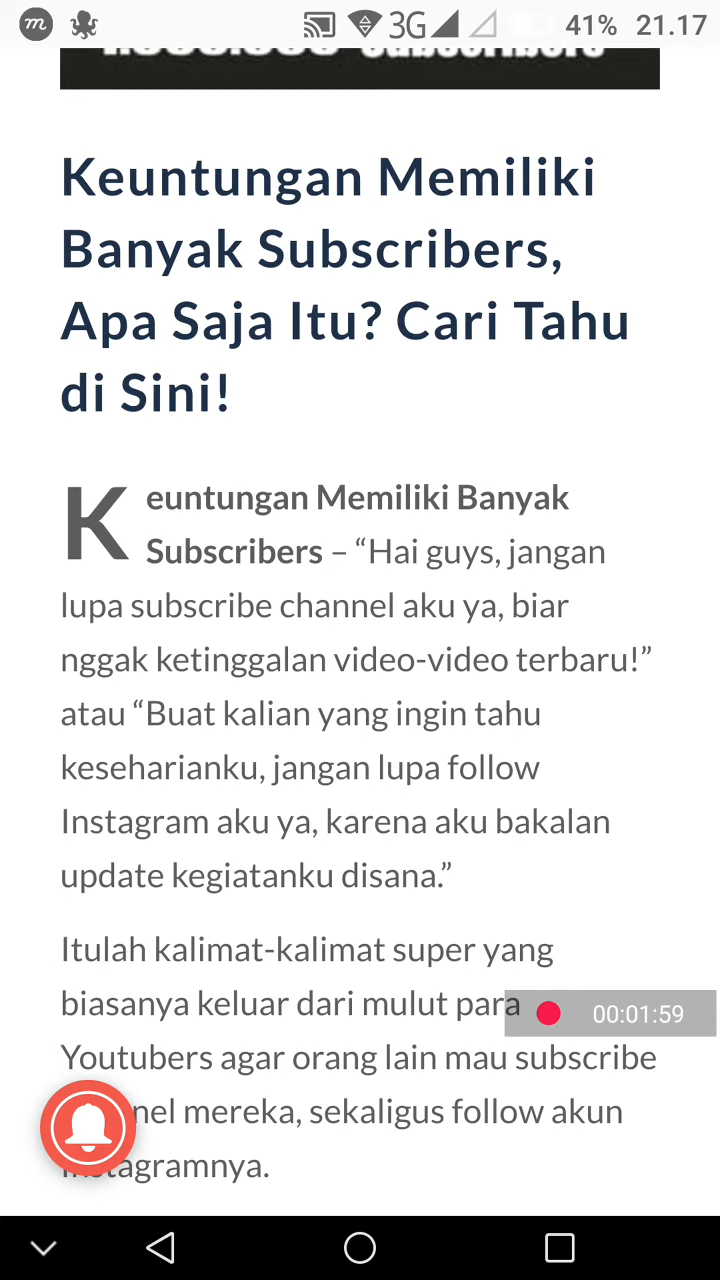 m 3G 41% 21.17
Keuntungan Memiliki
Banyak Subscribers,
Apa Saja Itu? Cari Tahu
di Sini!
Keuntungan Memiliki Banyak
Subscribers – “Hai guys, jangan
lupa subscribe channel aku ya, biar
nggak ketinggalan video-video terbaru!”
atau “Buat kalian yang ingin tahu
keseharianku, jangan lupa follow
Instagram aku ya, karena aku bakalan
update kegiatanku disana.”
Itulah kalimat-kalimat super yang
biasanya keluar dari mulut para
00:01:59
Youtubers agar orang lain mau subscribe
nel mereka, sekaligus follow akun
Instagramnya.